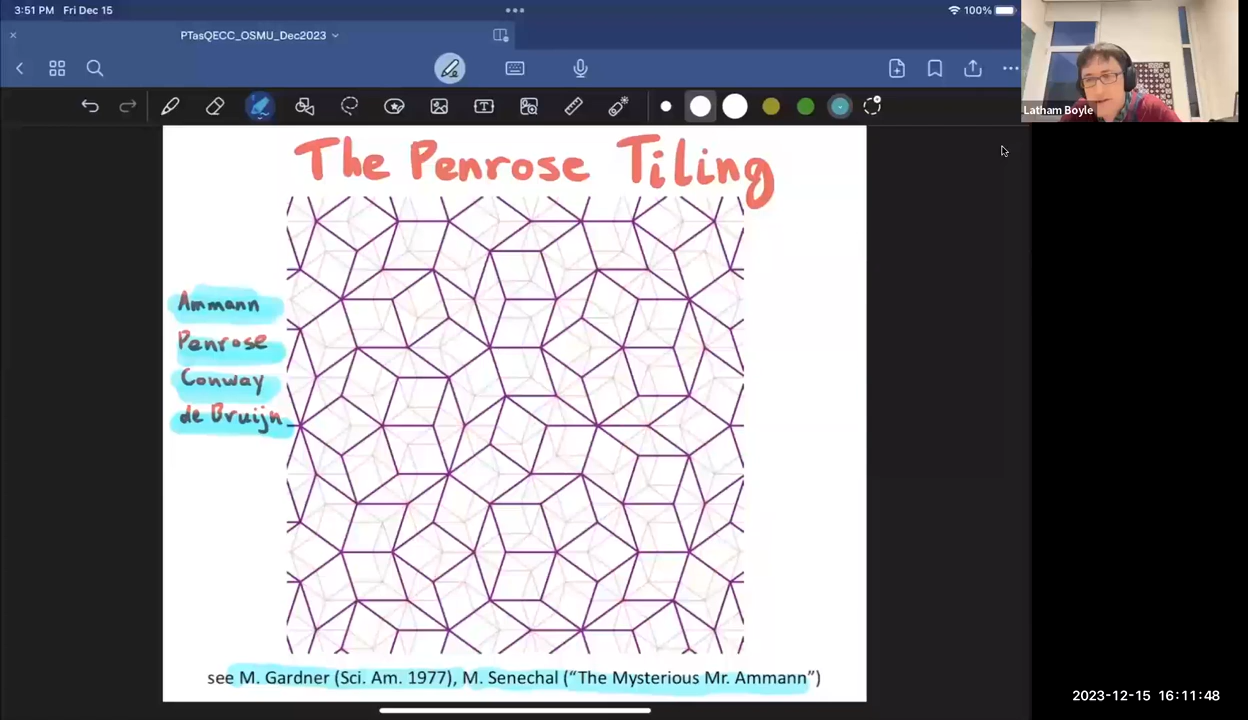 3:51 PM Fri Dec 15
100%
PTasQECC_OSMU_Dec2023
Latham Boyle
The Penrose Tiling
Ammann
Penrose
Conway
de Bruijn
see M. Gardner (Sci. Am. 1977), M. Senechal (“The Mysterious Mr. Ammann”)
2023-12-15 16:11:48